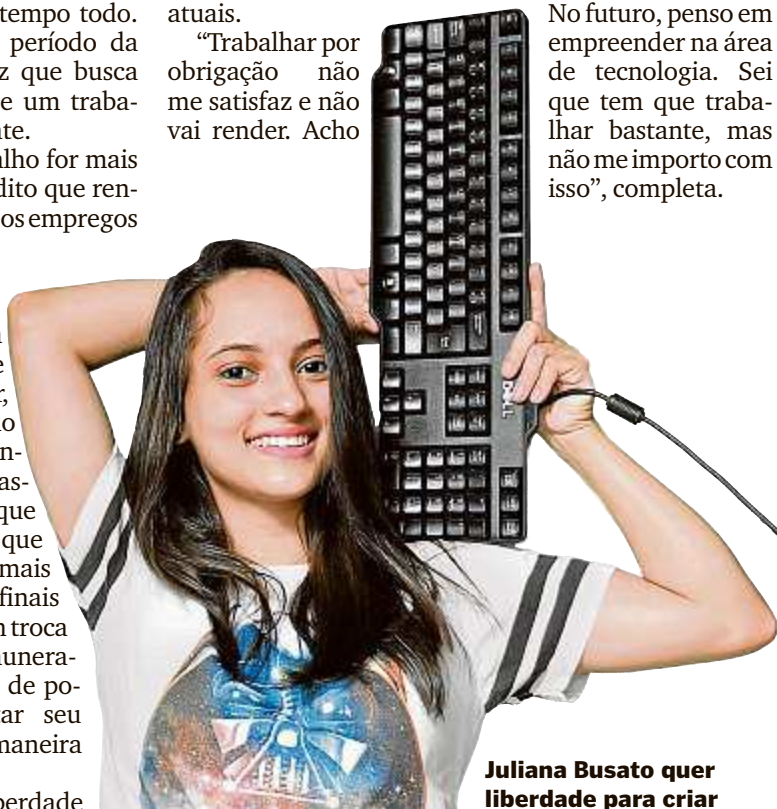 tempo todo.
período da
z que busca
e um traba-
nte.
alho for mais
dito que ren-
os empregos
lo
n-
as-
que
que
mais
finais
n troca
unera-
de po-
ar seu
maneira
berdade
atuais.
“Trabalhar por
obrigação não
me satisfaz e não
vai render. Acho
No futuro, penso em
empreender na área
de tecnologia. Sei
que tem que traba-
lhar bastante, mas
não me importo com
isso”, completa.
DELL
Juliana Busato quer
liberdade para criar